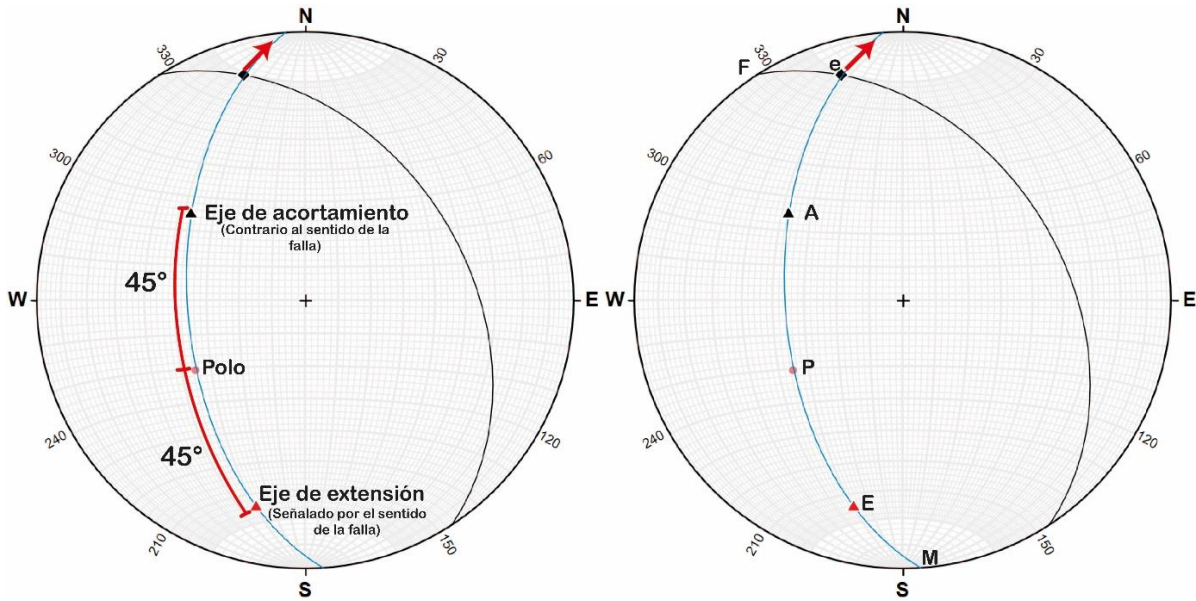 N
330
30
300
60
Eje de acortamiento
(Contrario al sentido de la
falla)
45°
W
E
Polo
240
120
45°
Eje de extensión
(Señalado por el sentido
de la falla)
210
150
S
N
F
330
e
30
300
60
A
W
E
P
240
120
E
210
150
M
S